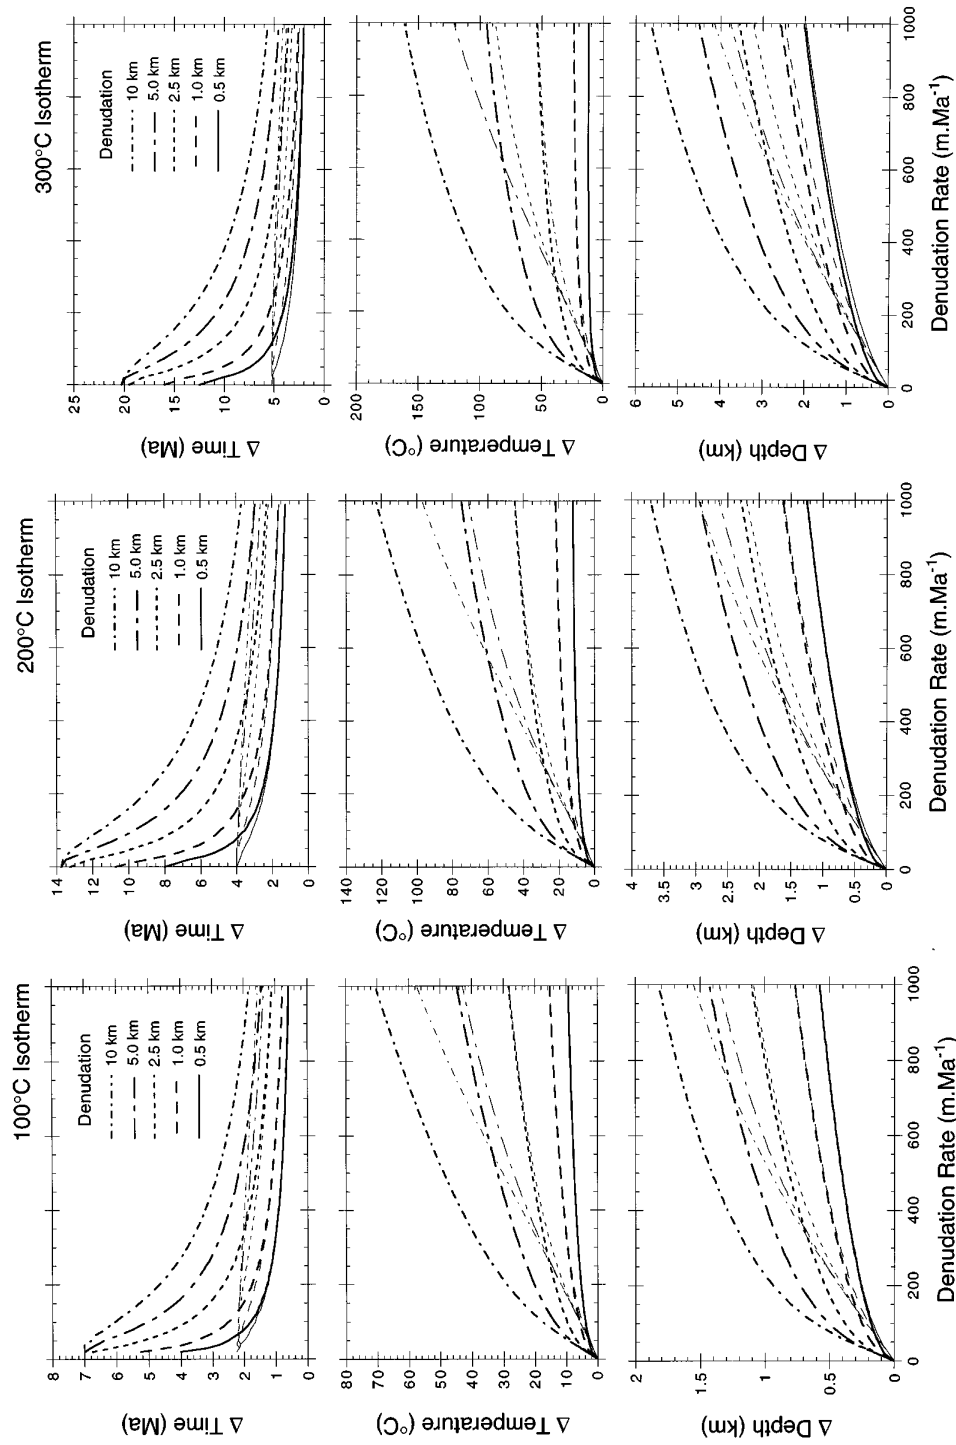 100°C Isotherm
Δ Time (Ma)
8
7
6
5
4
3
2
1
0
Denudation
10 km
5.0 km
2.5 km
1.0 km
0.5 km
200°C Isotherm
Δ Time (Ma)
14
12
10
8
6
4
2
0
Denudation
10 km
5.0 km
2.5 km
1.0 km
0.5 km
300°C Isotherm
Δ Time (Ma)
25
20
15
10
5
0
Denudation
10 km
5.0 km
2.5 km
1.0 km
0.5 km
Δ Temperature (°C)
80
70
60
50
40
30
20
10
0
Δ Temperature (°C)
140
120
100
80
60
40
20
0
Δ Temperature (°C)
200
150
100
50
0
Δ Depth (km)
2
1.5
1
0.5
0
0 200 400 600 800 1000
Denudation Rate (m.Ma-1)
Δ Depth (km)
4
3.5
3
2.5
2
1.5
1
0.5
0
0 200 400 600 800 1000
Denudation Rate (m.Ma-1)
Δ Depth (km)
6
5
4
3
2
1
0
0 200 400 600 800 1000
Denudation Rate (m.Ma-1)